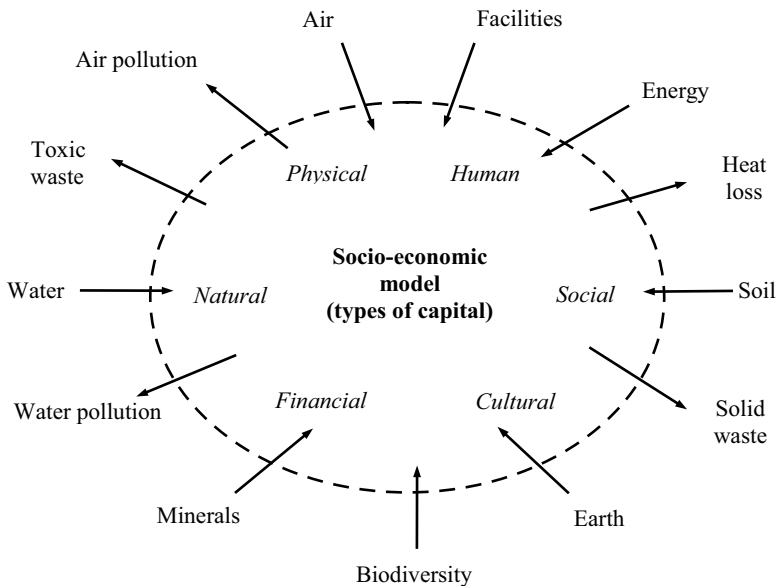 Air
Facilities
Air pollution
Energy
Toxic
waste
Physical
Human
Heat
loss
Socio-economic
model
(types of capital)
Water
Natural
Social
Soil
Water pollution
Financial
Cultural
Solid
waste
Minerals
Earth
Biodiversity